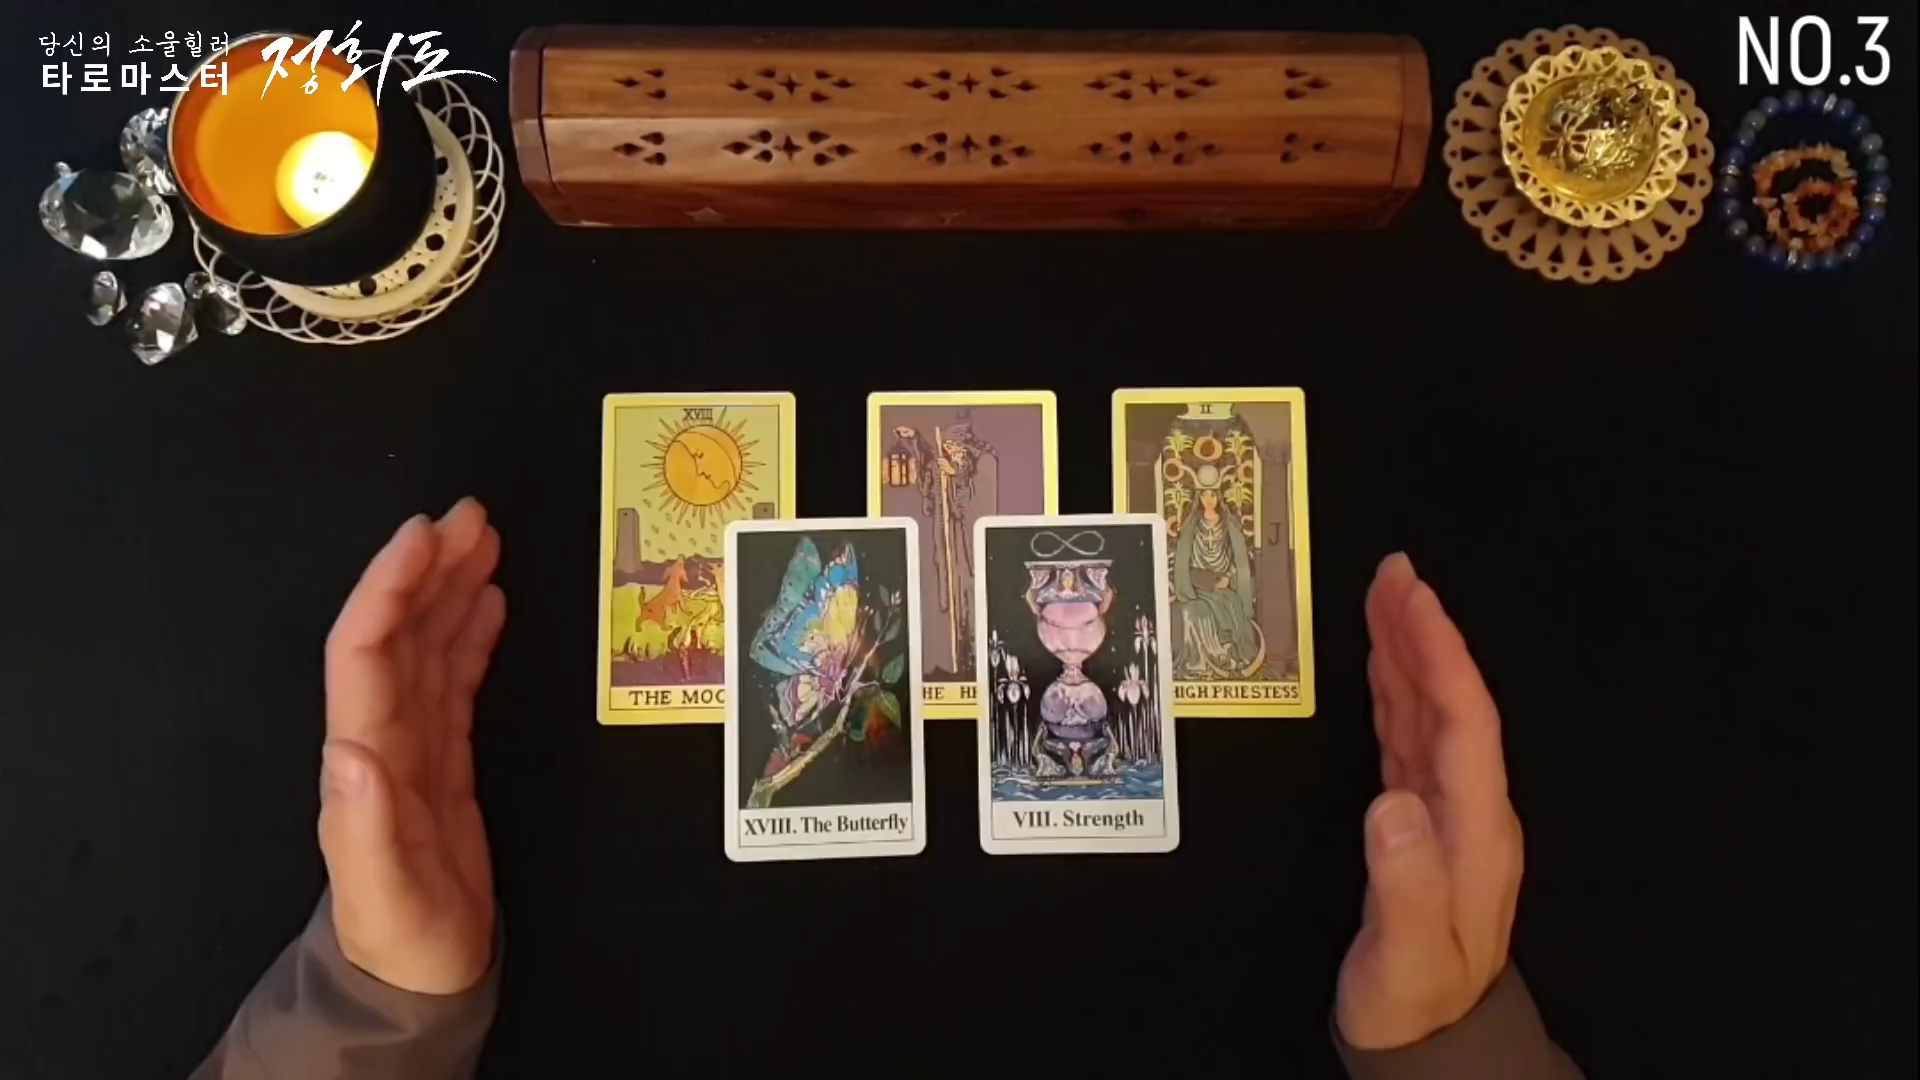 당신의 소울힐러
타로마스터 정회도
NO.3
XVIII
II
J
THE MOO
HE HE
HIGH PRIESTESS
XVIII. The Butterfly
VIII. Strength